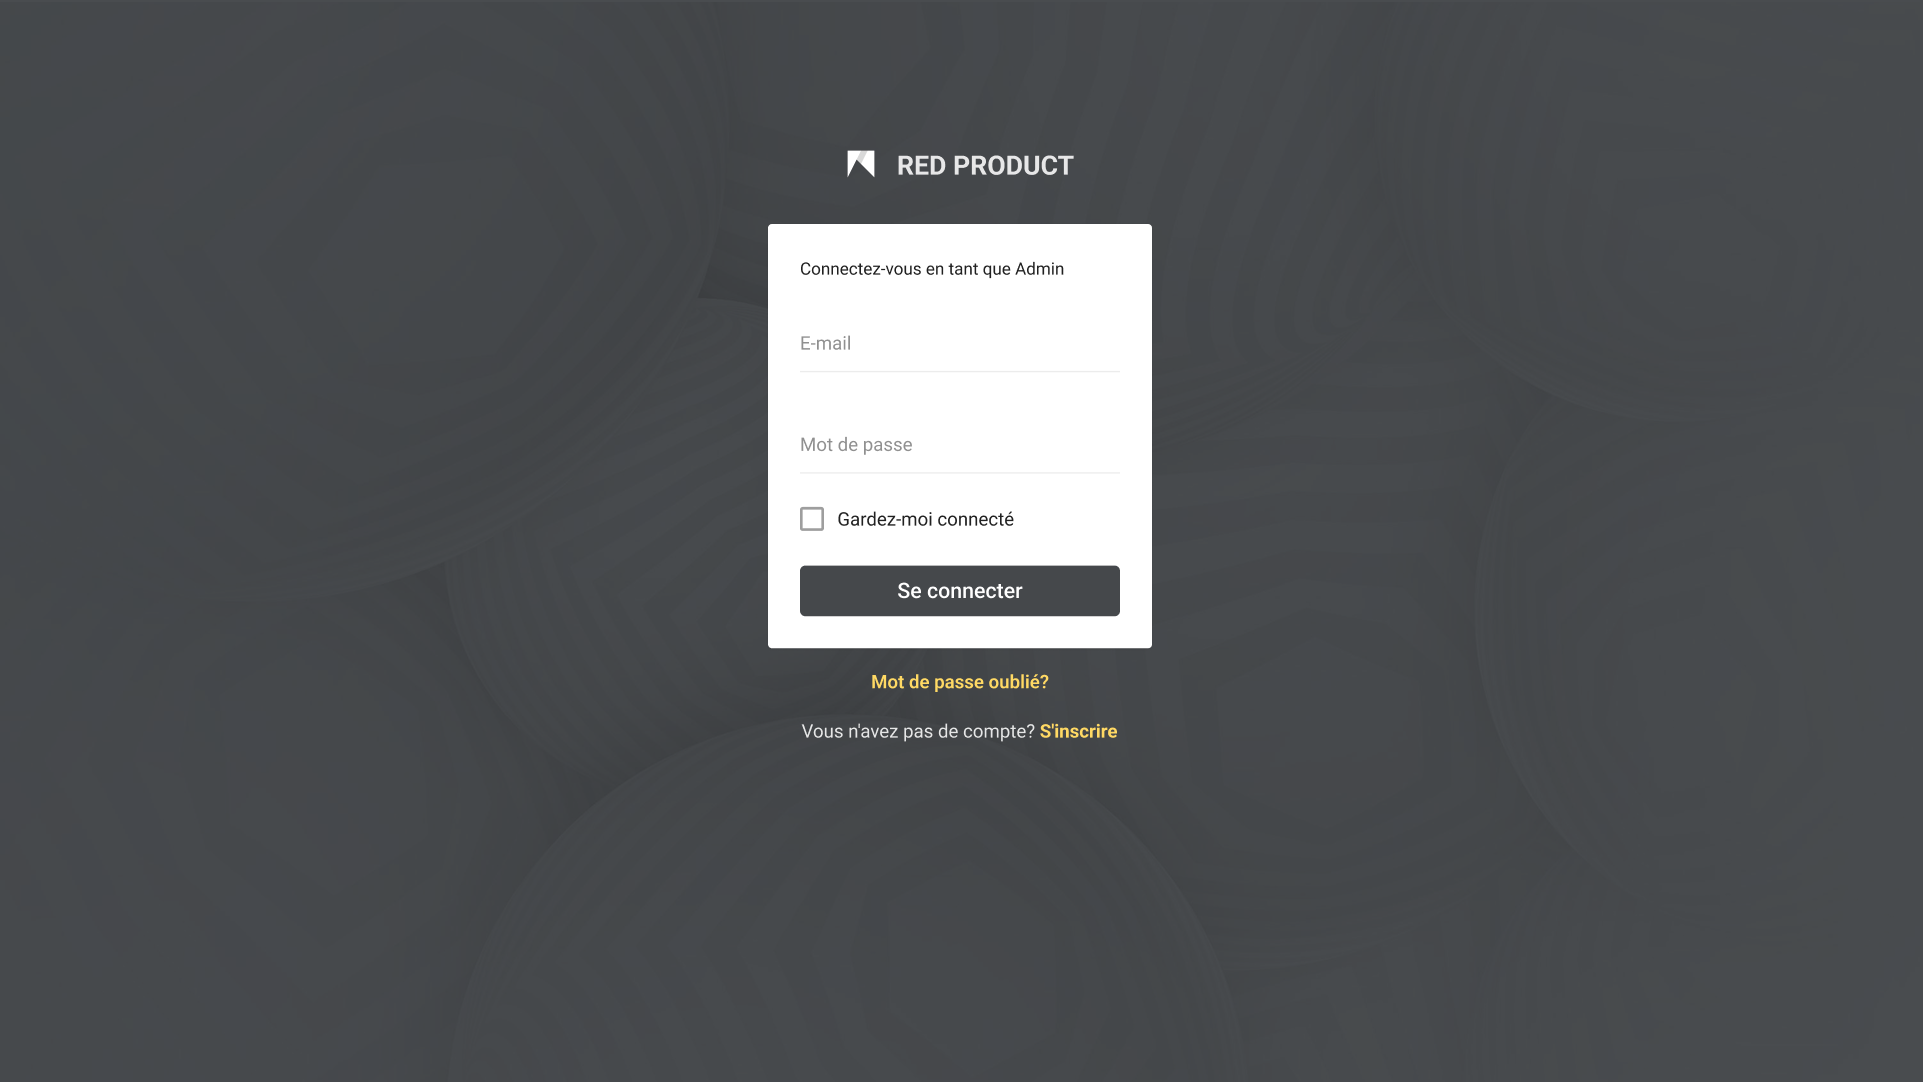 RED PRODUCT
Connectez-vous en tant que Admin
E-mail
Mot de passe
Gardez-moi connecté
Se connecter
Mot de passe oublié?
Vous n'avez pas de compte? S'inscrire